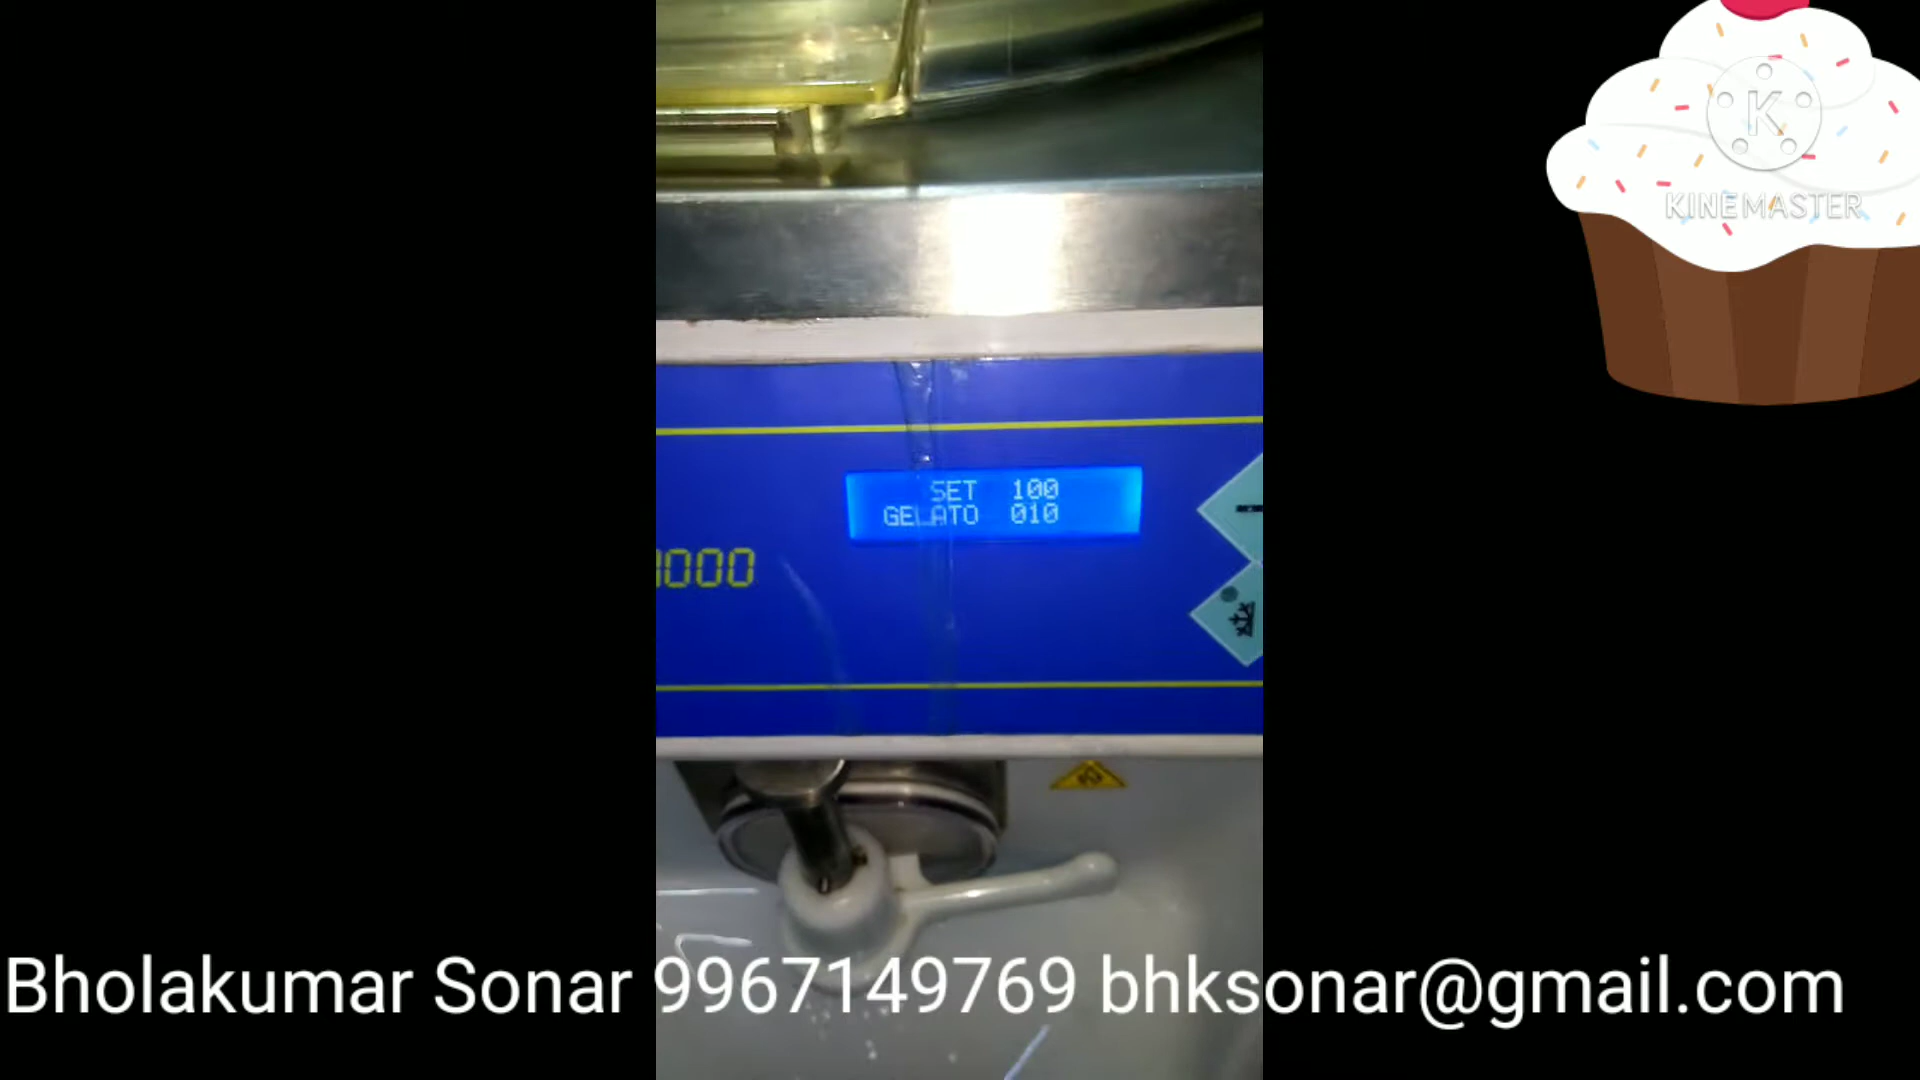 K
KINEMASTER
SET 100
GELATO 010
000
Bholakumar Sonar 9967149769 bhksonar@gmail.com